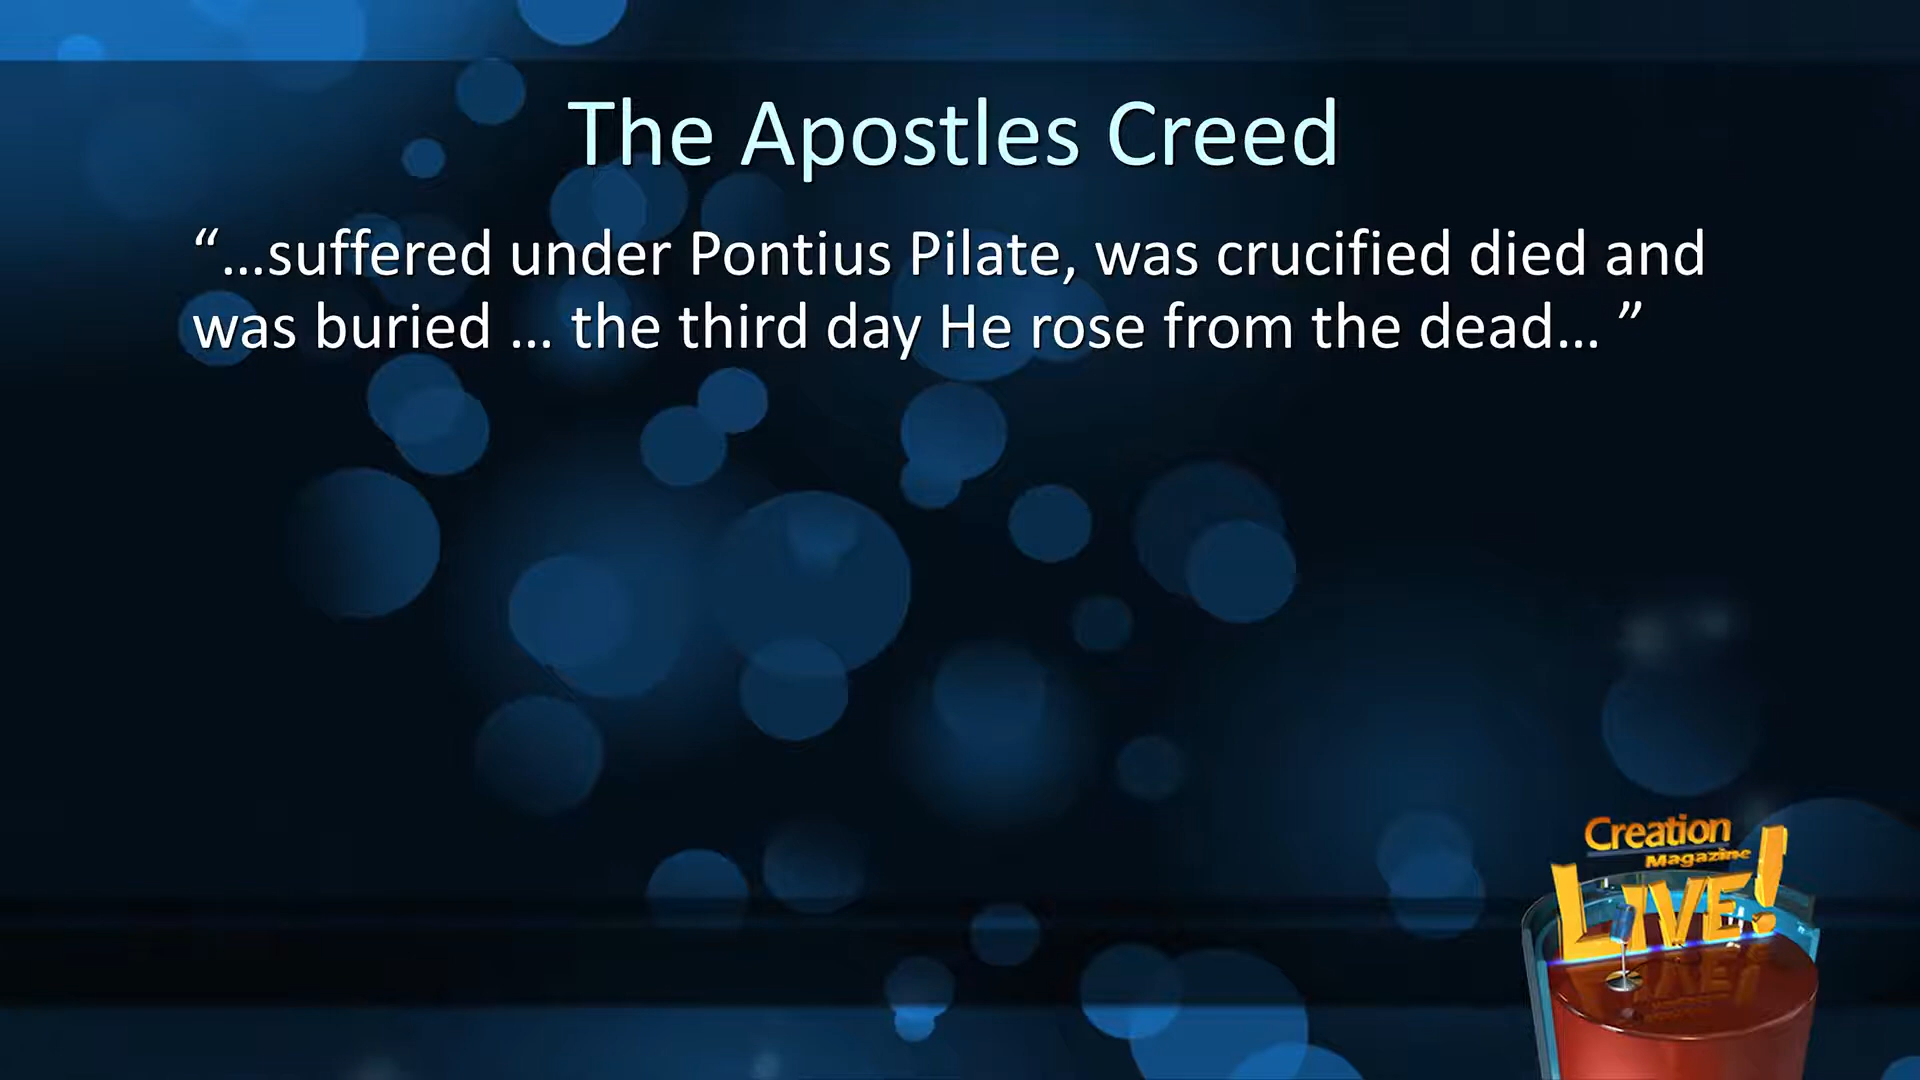 The Apostles Creed
“...suffered under Pontius Pilate, was crucified died and
was buried ... the third day He rose from the dead... ”
Creation
Magazine
LIVE!